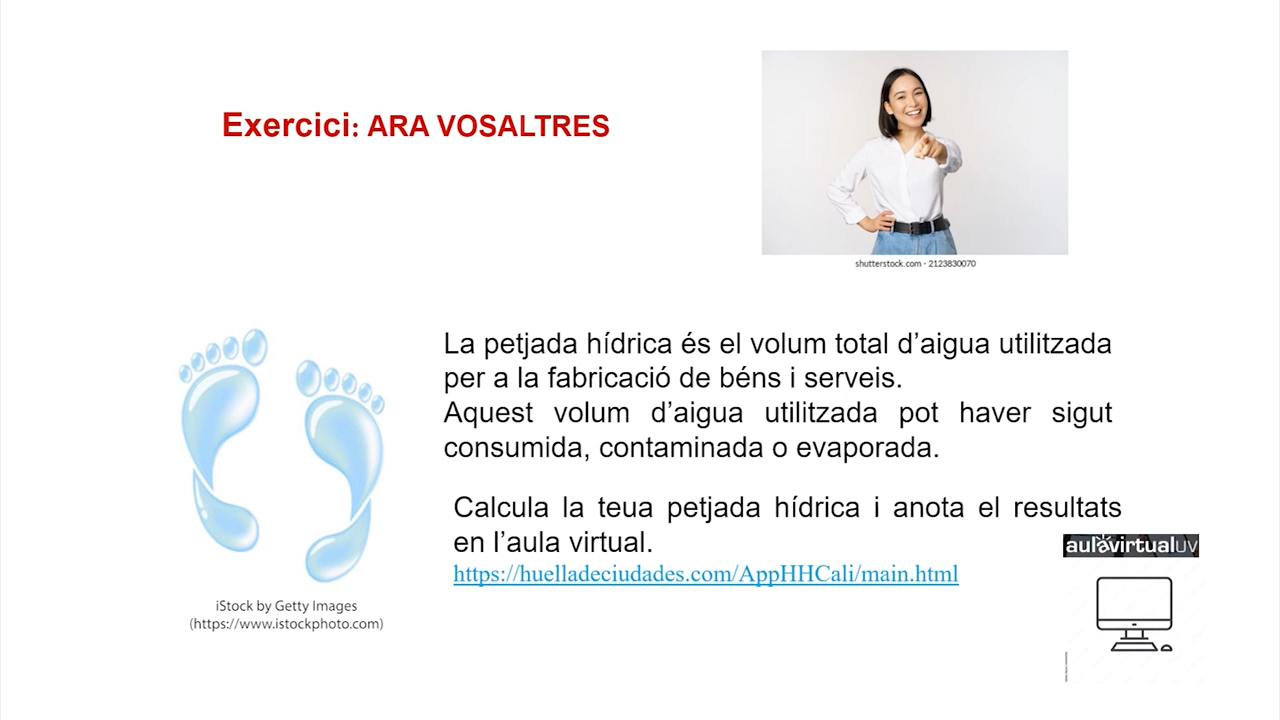 Exercici: ARA VOSALTRES
shutterstock.com · 2123830070
La petjada hídrica és el volum total d’aigua utilitzada
per a la fabricació de béns i serveis.
Aquest volum d’aigua utilitzada pot haver sigut
consumida, contaminada o evaporada.
Calcula la teua petjada hídrica i anota el resultats
en l’aula virtual.
https://huelladeciudades.com/AppHHCali/main.html
aulavirtualuv
iStock by Getty Images
(https://www.istockphoto.com)